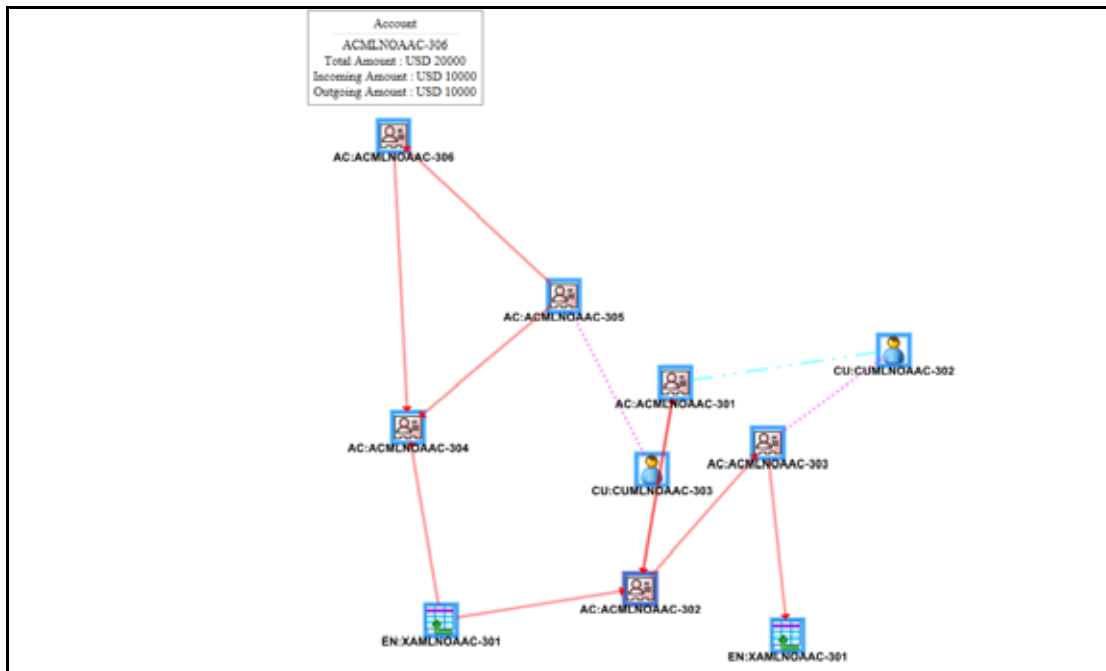 Account
ACMLNOAAC-306
Total Amount : USD 20000
Incoming Amount : USD 10000
Outgoing Amount : USD 10000
AC:ACMLNOAAC-306
AC:ACMLNOAAC-305
CU:CUMLNOAAC-302
AC:ACMLNOAAC-301
AC:ACMLNOAAC-304
AC:ACMLNOAAC-303
CU:CUMLNOAAC-303
AC:ACMLNOAAC-302
EN:XAMLNOAAC-301
EN:XAMLNOAAC-301